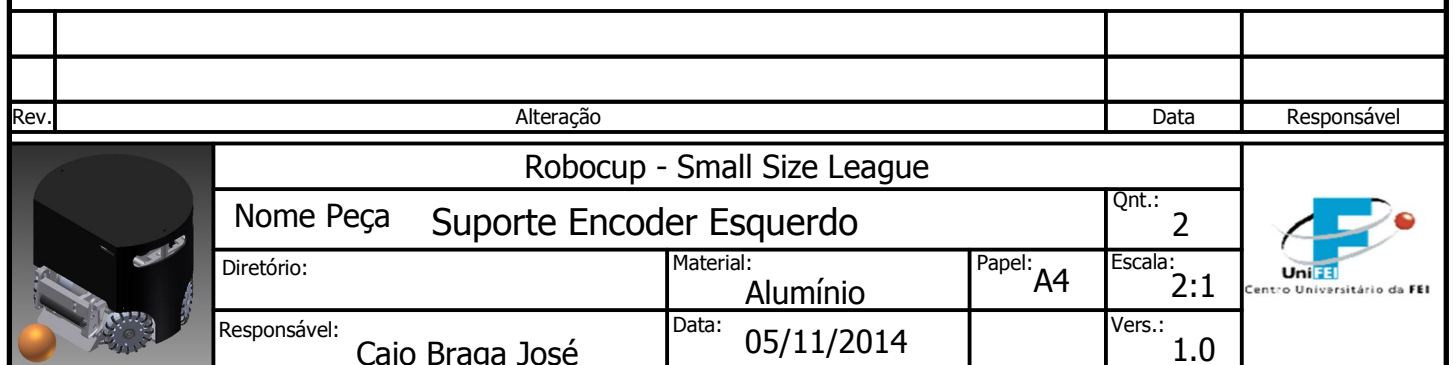 Rev. Alteração Data Responsável
Robocup - Small Size League
Nome Peça Suporte Encoder Esquerdo Qnt.: 2
Diretório: Material: Alumínio Papel: A4 Escala: 2:1
Responsável: Caio Braga José Data: 05/11/2014 Vers.: 1.0
UniFEI
Centro Universitário da FEI